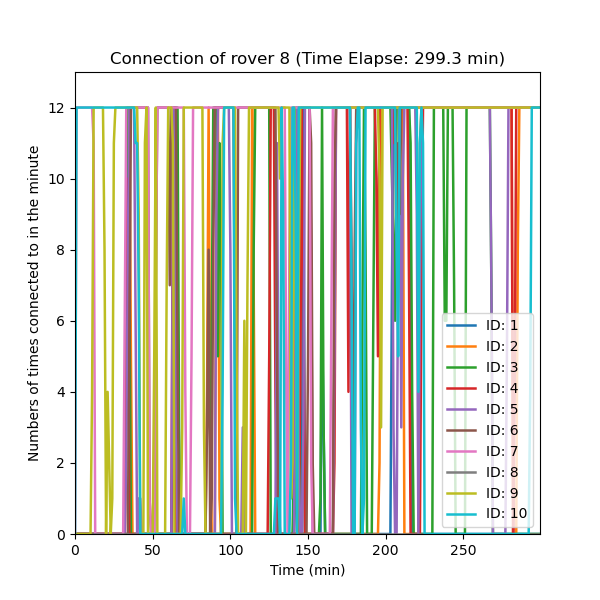 Connection of rover 8 (Time Elapse: 299.3 min)
Numbers of times connected to in the minute
12
10
8
6
4
2
0
0 50 100 150 200 250
Time (min)
ID: 1
ID: 2
ID: 3
ID: 4
ID: 5
ID: 6
ID: 7
ID: 8
ID: 9
ID: 10